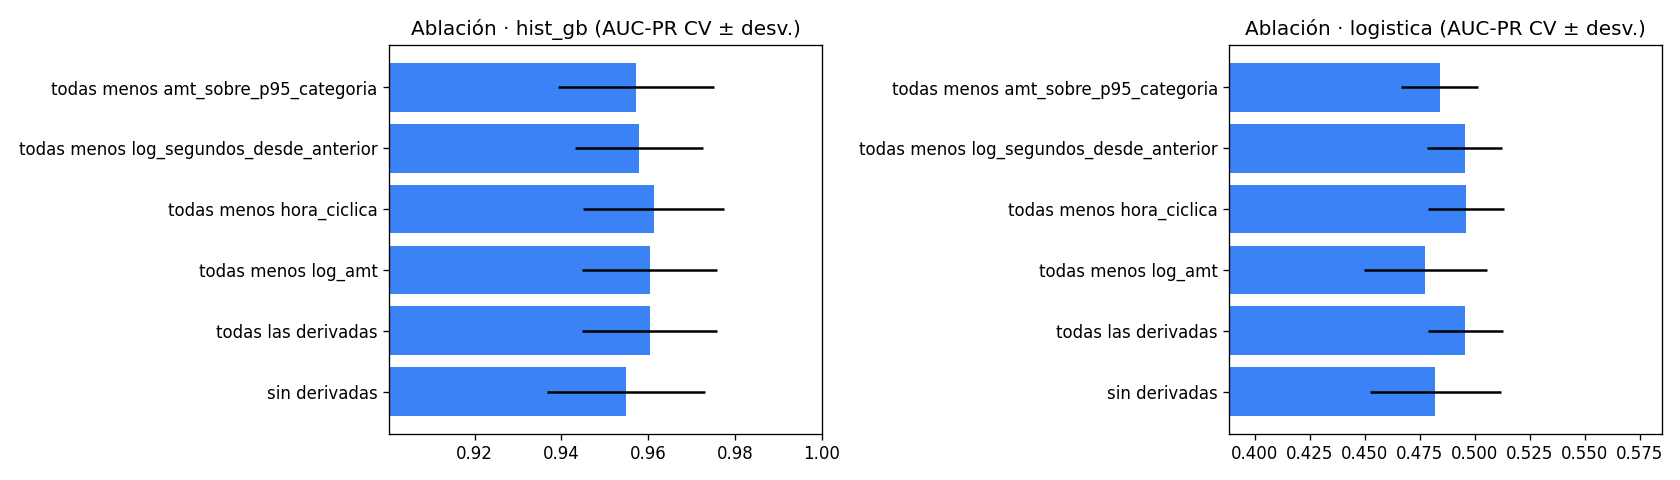 Ablación · hist_gb (AUC-PR CV ± desv.)
todas menos amt_sobre_p95_categoria
todas menos log_segundos_desde_anterior
todas menos hora_ciclica
todas menos log_amt
todas las derivadas
sin derivadas
0.92 0.94 0.96 0.98 1.00
Ablación · logistica (AUC-PR CV ± desv.)
todas menos amt_sobre_p95_categoria
todas menos log_segundos_desde_anterior
todas menos hora_ciclica
todas menos log_amt
todas las derivadas
sin derivadas
0.400 0.425 0.450 0.475 0.500 0.525 0.550 0.575